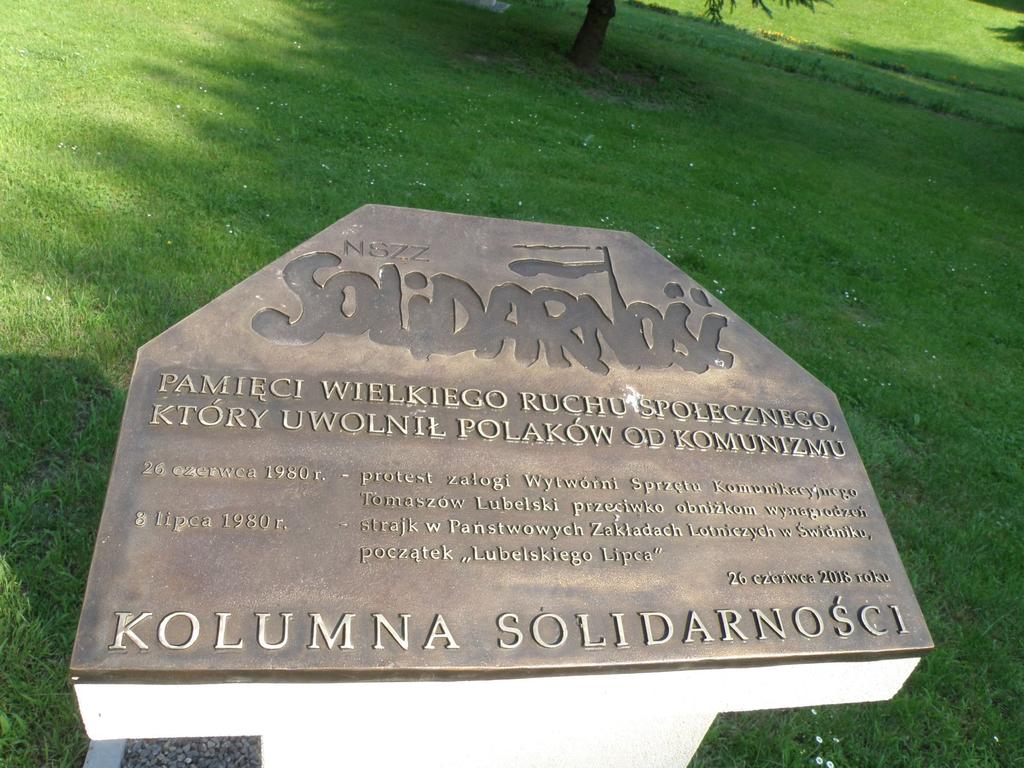 NSZZ
SOLIDARNOŚĆ
PAMIĘCI WIELKIEGO RUCHU SPOŁECZNEGO,
KTÓRY UWOLNIŁ POLAKÓW OD KOMUNIZMU
26 czerwca 1980 r. - protest załogi Wytwórni Sprzętu Komunikacyjnego
Tomaszów Lubelski przeciwko obniżkom wynagrodzeń
8 lipca 1980 r. - strajk w Państwowych Zakładach Lotniczych w Świdniku,
początek „Lubelskiego Lipca"
26 czerwca 2018 roku
KOLUMNA SOLIDARNOŚCI